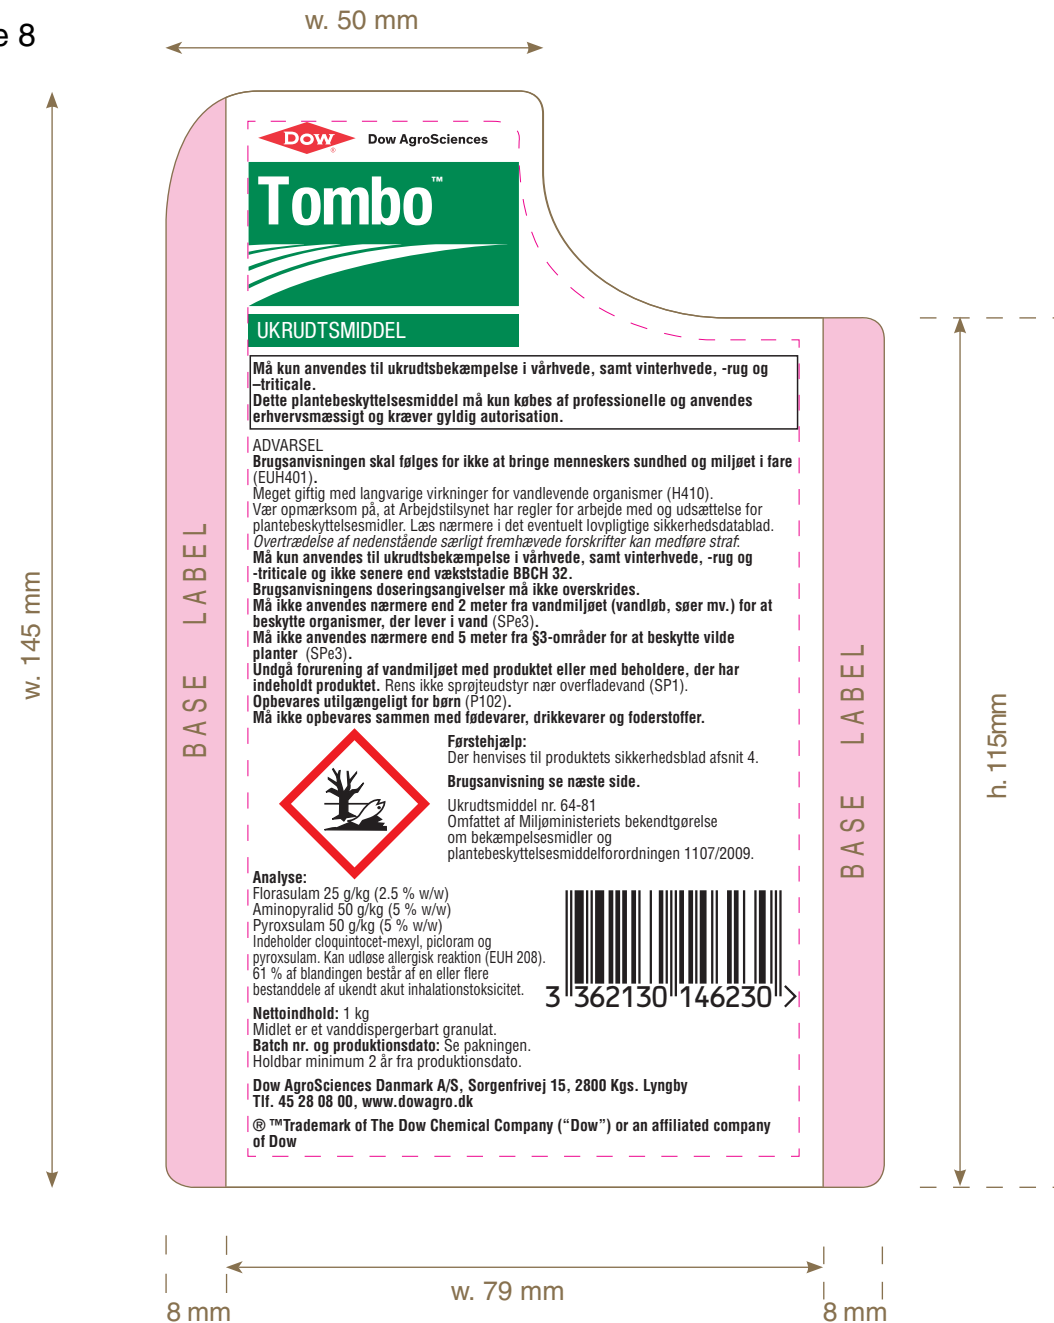 e 8
w. 50 mm
Dow
®
Dow AgroSciences
Tombo™
UKRUDTSMIDDEL
Må kun anvendes til ukrudtsbekæmpelse i vårhvede, samt vinterhvede, -rug og
–triticale.
Dette plantebeskyttelsesmiddel må kun købes af professionelle og anvendes
erhvervsmæssigt og kræver gyldig autorisation.
ADVARSEL
Brugsanvisningen skal følges for ikke at bringe menneskers sundhed og miljøet i fare
(EUH401).
Meget giftig med langvarige virkninger for vandlevende organismer (H410).
Vær opmærksom på, at Arbejdstilsynet har regler for arbejde med og udsættelse for
plantebeskyttelsesmidler. Læs nærmere i det eventuelt lovpligtige sikkerhedsdatablad.
Overtrædelse af nedenstående særligt fremhævede forskrifter kan medføre straf:
Må kun anvendes til ukrudtsbekæmpelse i vårhvede, samt vinterhvede, -rug og
-triticale og ikke senere end vækststadie BBCH 32.
Brugsanvisningens doseringsangivelser må ikke overskrides.
Må ikke anvendes nærmere end 2 meter fra vandmiljøet (vandløb, søer mv.) for at
beskytte organismer, der lever i vand (SPe3).
Må ikke anvendes nærmere end 5 meter fra §3-områder for at beskytte vilde
planter (SPe3).
Undgå forurening af vandmiljøet med produktet eller med beholdere, der har
indeholdt produktet. Rens ikke sprøjteudstyr nær overfladevand (SP1).
Opbevares utilgængeligt for børn (P102).
Må ikke opbevares sammen med fødevarer, drikkevarer og foderstoffer.
Førstehjælp:
Der henvises til produktets sikkerhedsblad afsnit 4.
Brugsanvisning se næste side.
Ukrudtsmiddel nr. 64-81
Omfattet af Miljøministeriets bekendtgørelse
om bekæmpelsesmidler og
plantebeskyttelsesmiddelforordningen 1107/2009.
Analyse:
Florasulam 25 g/kg (2.5 % w/w)
Aminopyralid 50 g/kg (5 % w/w)
Pyroxsulam 50 g/kg (5 % w/w)
Indeholder cloquintocet-mexyl, picloram og
pyroxsulam. Kan udløse allergisk reaktion (EUH 208).
61 % af blandingen består af en eller flere
bestanddele af ukendt akut inhalationstoksicitet.
3 362130 146230 >
Nettoindhold: 1 kg
Midlet er et vanddispergerbart granulat.
Batch nr. og produktionsdato: Se pakningen.
Holdbar minimum 2 år fra produktionsdato.
Dow AgroSciences Danmark A/S, Sorgenfrivej 15, 2800 Kgs. Lyngby
Tlf. 45 28 08 00, www.dowagro.dk
® ™Trademark of The Dow Chemical Company (“Dow”) or an affiliated company
of Dow
BASE LABEL
BASE LABEL
w. 145 mm
h. 115mm
w. 79 mm
8 mm
8 mm